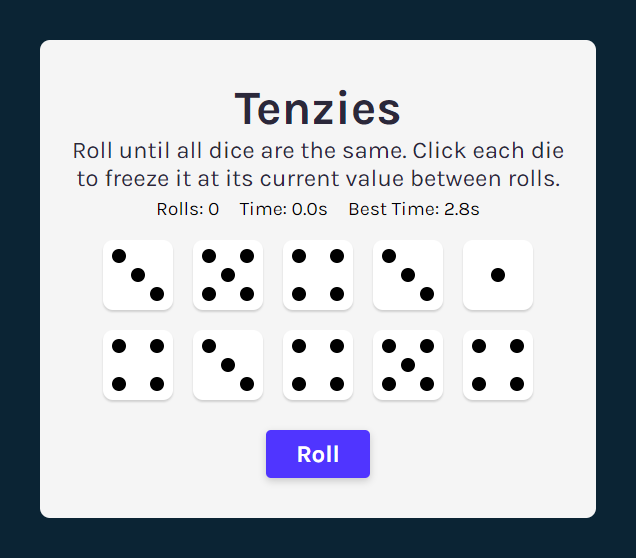 Tenzies
Roll until all dice are the same. Click each die
to freeze it at its current value between rolls.
Rolls: 0 Time: 0.0s Best Time: 2.8s
Roll